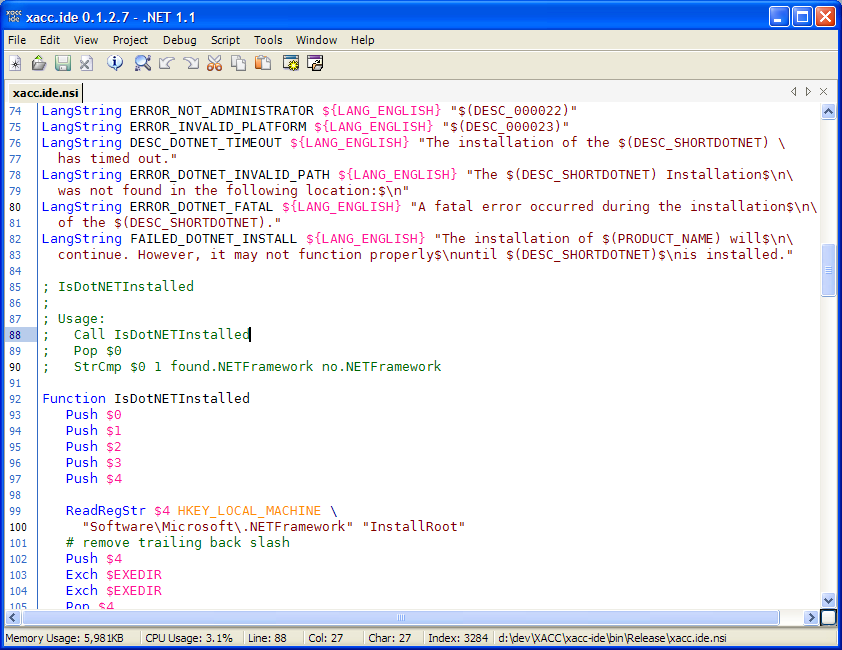 xacc.ide 0.1.2.7 - .NET 1.1
File Edit View Project Debug Script Tools Window Help
xacc.ide.nsi
74 LangString ERROR_NOT_ADMINISTRATOR ${LANG_ENGLISH} "$(DESC_000022)"
75 LangString ERROR_INVALID_PLATFORM ${LANG_ENGLISH} "$(DESC_000023)"
76 LangString DESC_DOTNET_TIMEOUT ${LANG_ENGLISH} "The installation of the $(DESC_SHORTDOTNET) \
77 has timed out."
78 LangString ERROR_DOTNET_INVALID_PATH ${LANG_ENGLISH} "The $(DESC_SHORTDOTNET) Installation$\n\
79 was not found in the following location:$\n"
80 LangString ERROR_DOTNET_FATAL ${LANG_ENGLISH} "A fatal error occurred during the installation$\n\
81 of the $(DESC_SHORTDOTNET)."
82 LangString FAILED_DOTNET_INSTALL ${LANG_ENGLISH} "The installation of $(PRODUCT_NAME) will$\n\
83 continue. However, it may not function properly$\nuntil $(DESC_SHORTDOTNET)$\nis installed."
84
85 ; IsDotNETInstalled
86 ;
87 ; Usage:
88 ;   Call IsDotNETInstalled
89 ;   Pop $0
90 ;   StrCmp $0 1 found.NETFramework no.NETFramework
91
92 Function IsDotNETInstalled
93 Push $0
94 Push $1
95 Push $2
96 Push $3
97 Push $4
98
99 ReadRegStr $4 HKEY_LOCAL_MACHINE \
100 "Software\Microsoft\.NETFramework" "InstallRoot"
101 # remove trailing back slash
102 Push $4
103 Exch $EXEDIR
104 Exch $EXEDIR
105 Pop $4
Memory Usage: 5,981KB CPU Usage: 3.1% Line: 88 Col: 27 Char: 27 Index: 3284 d:\dev\XACC\xacc-ide\bin\Release\xacc.ide.nsi